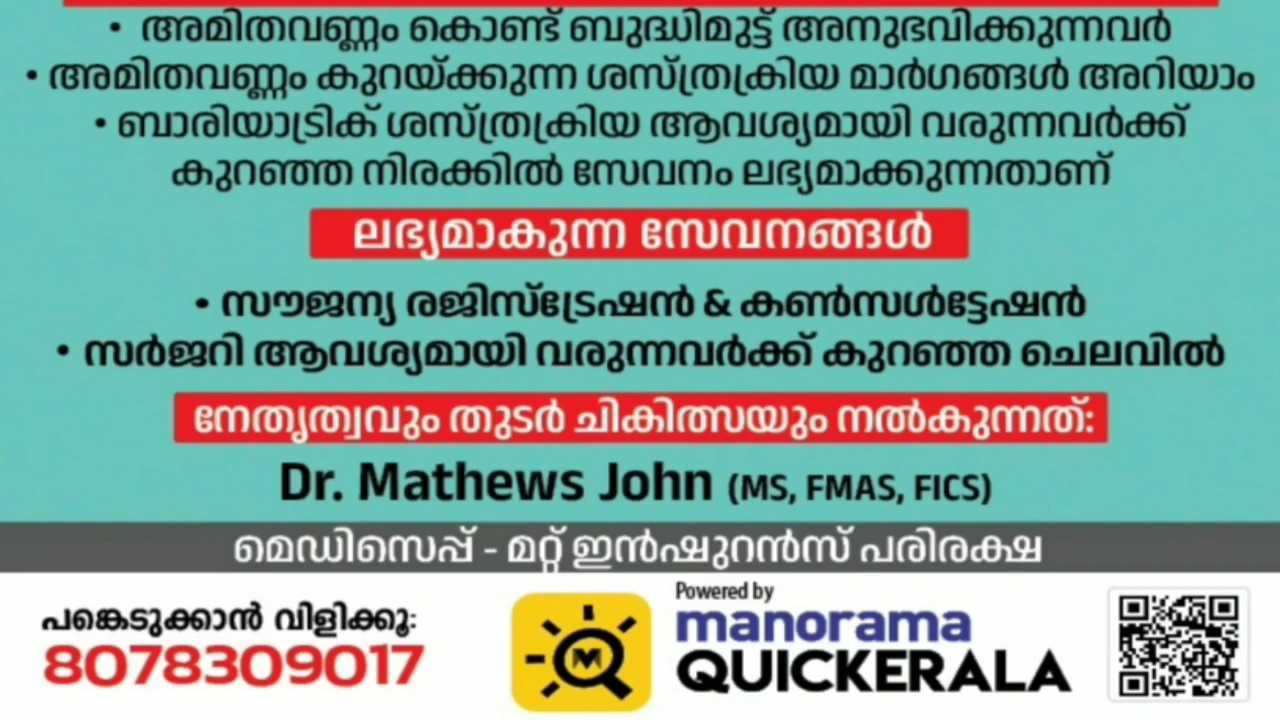 • അമിതവണ്ണം കൊണ്ട് ബുദ്ധിമുട്ട് അനുഭവിക്കുന്നവർ
• അമിതവണ്ണം കുറയ്ക്കുന്ന ശസ്ത്രക്രിയ മാർഗങ്ങൾ അറിയാം
• ബാരിയാട്രിക് ശസ്ത്രക്രിയ ആവശ്യമായി വരുന്നവർക്ക്
കുറഞ്ഞ നിരക്കിൽ സേവനം ലഭ്യമാക്കുന്നതാണ്
ലഭ്യമാകുന്ന സേവനങ്ങൾ
• സൗജന്യ രജിസ്ട്രേഷൻ & കൺസൾട്ടേഷൻ
• സർജറി ആവശ്യമായി വരുന്നവർക്ക് കുറഞ്ഞ ചെലവിൽ
നേതൃത്വവും തുടർ ചികിത്സയും നൽകുന്നത്:
Dr. Mathews John (MS, FMAS, FICS)
മെഡിസെപ്പ് - മറ്റ് ഇൻഷുറൻസ് പരിരക്ഷ
പങ്കെടുക്കാൻ വിളിക്കൂ:
8078309017
M
Powered by
manorama
QUICKERALA